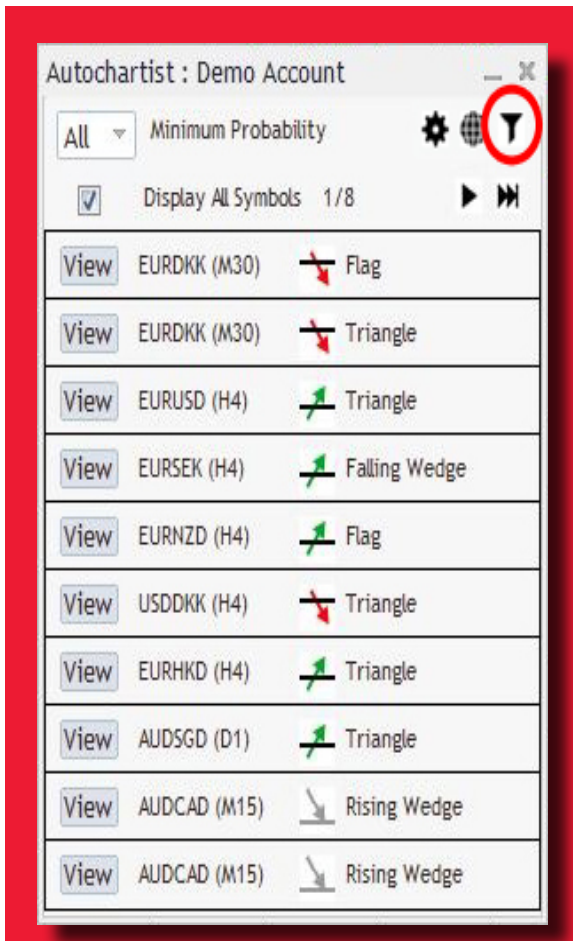 Autochartist : Demo Account
All Minimum Probability
Display All Symbols 1/8
View EURDKK (M30) Flag
View EURDKK (M30) Triangle
View EURUSD (H4) Triangle
View EURSEK (H4) Falling Wedge
View EURNZD (H4) Flag
View USDDKK (H4) Triangle
View EURHKD (H4) Triangle
View AUDSGD (D1) Triangle
View AUDCAD (M15) Rising Wedge
View AUDCAD (M15) Rising Wedge